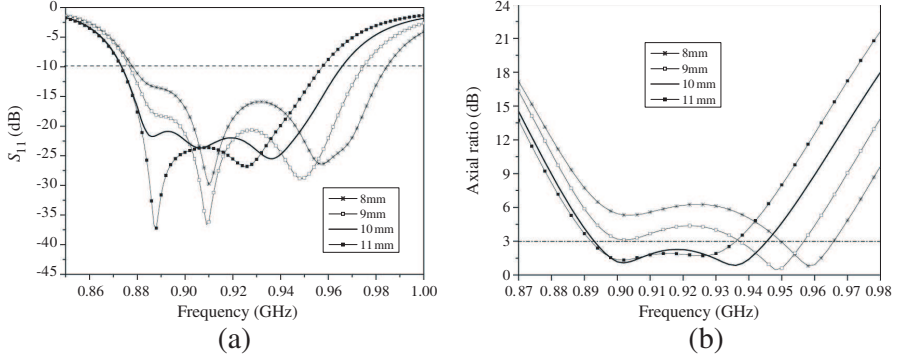 0
-5
-10
-15
-20
-25
-30
-35
-40
-45
S11 (dB)
8mm
9mm
10 mm
11 mm
0.86 0.88 0.90 0.92 0.94 0.96 0.98 1.00
Frequency (GHz)
(a)
24
21
18
15
12
9
6
3
0
Axial ratio (dB)
8mm
9mm
10 mm
11 mm
0.87 0.88 0.89 0.90 0.91 0.92 0.93 0.94 0.95 0.96 0.97 0.98
Frequency (GHz)
(b)